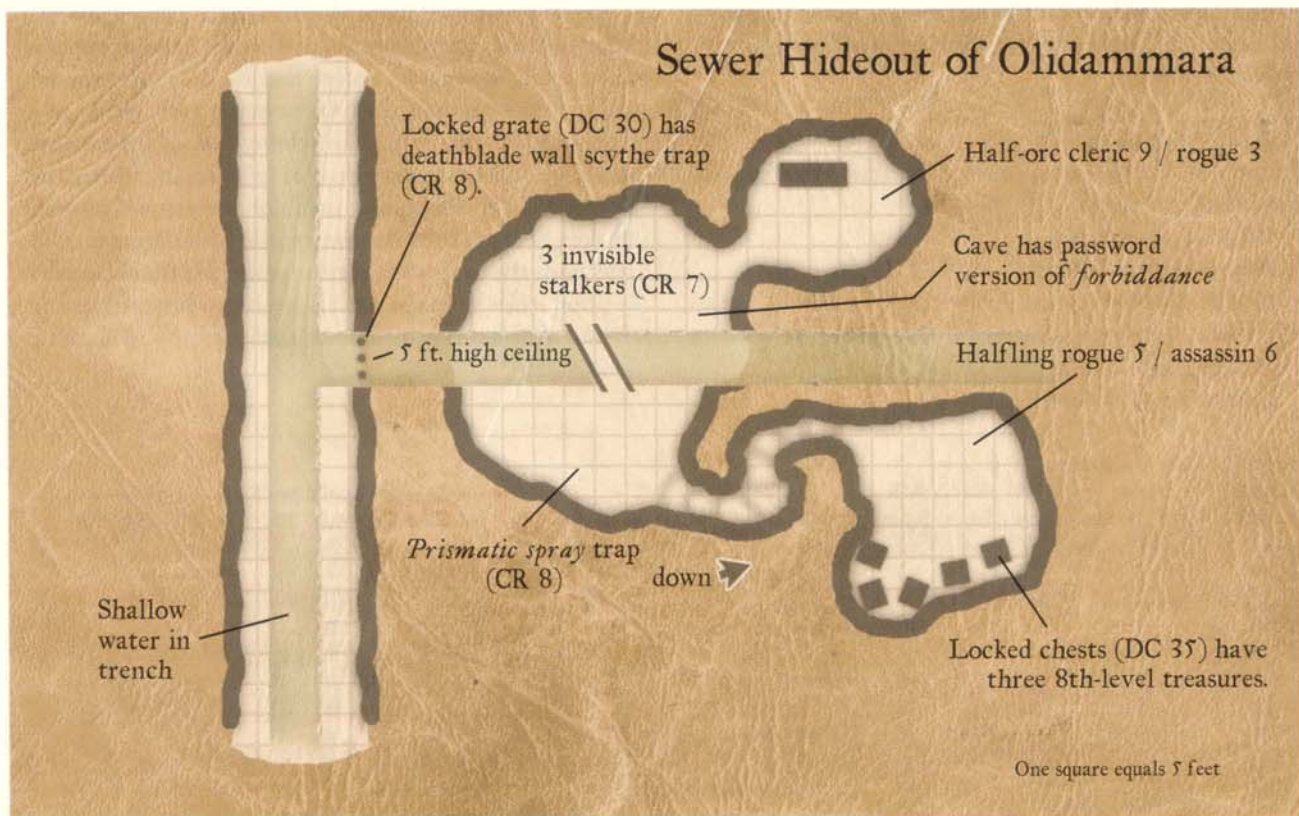 Sewer Hideout of Olidammara
Locked grate (DC 30) has
deathblade wall scythe trap
(CR 8).
Half-orc cleric 9 / rogue 3
3 invisible
stalkers (CR 7)
Cave has password
version of forbiddance
5 ft. high ceiling
Halfling rogue 5 / assassin 6
Prismatic spray trap
(CR 8)
down
Shallow
water in
trench
Locked chests (DC 35) have
three 8th-level treasures.
One square equals 5 feet